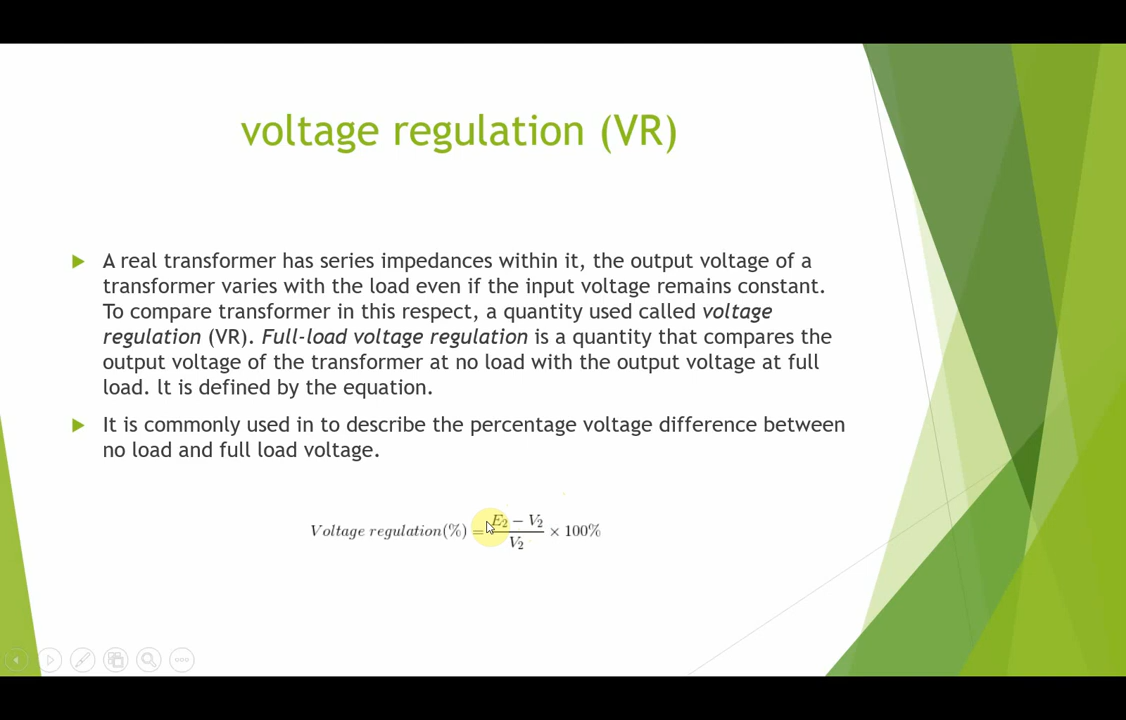 voltage regulation (VR)
A real transformer has series impedances within it, the output voltage of a
transformer varies with the load even if the input voltage remains constant.
To compare transformer in this respect, a quantity used called voltage
regulation (VR). Full-load voltage regulation is a quantity that compares the
output voltage of the transformer at no load with the output voltage at full
load. lt is defined by the equation.
It is commonly used in to describe the percentage voltage difference between
no load and full load voltage.
Voltage regulation(%) = E₂ − V₂ / V₂ × 100%